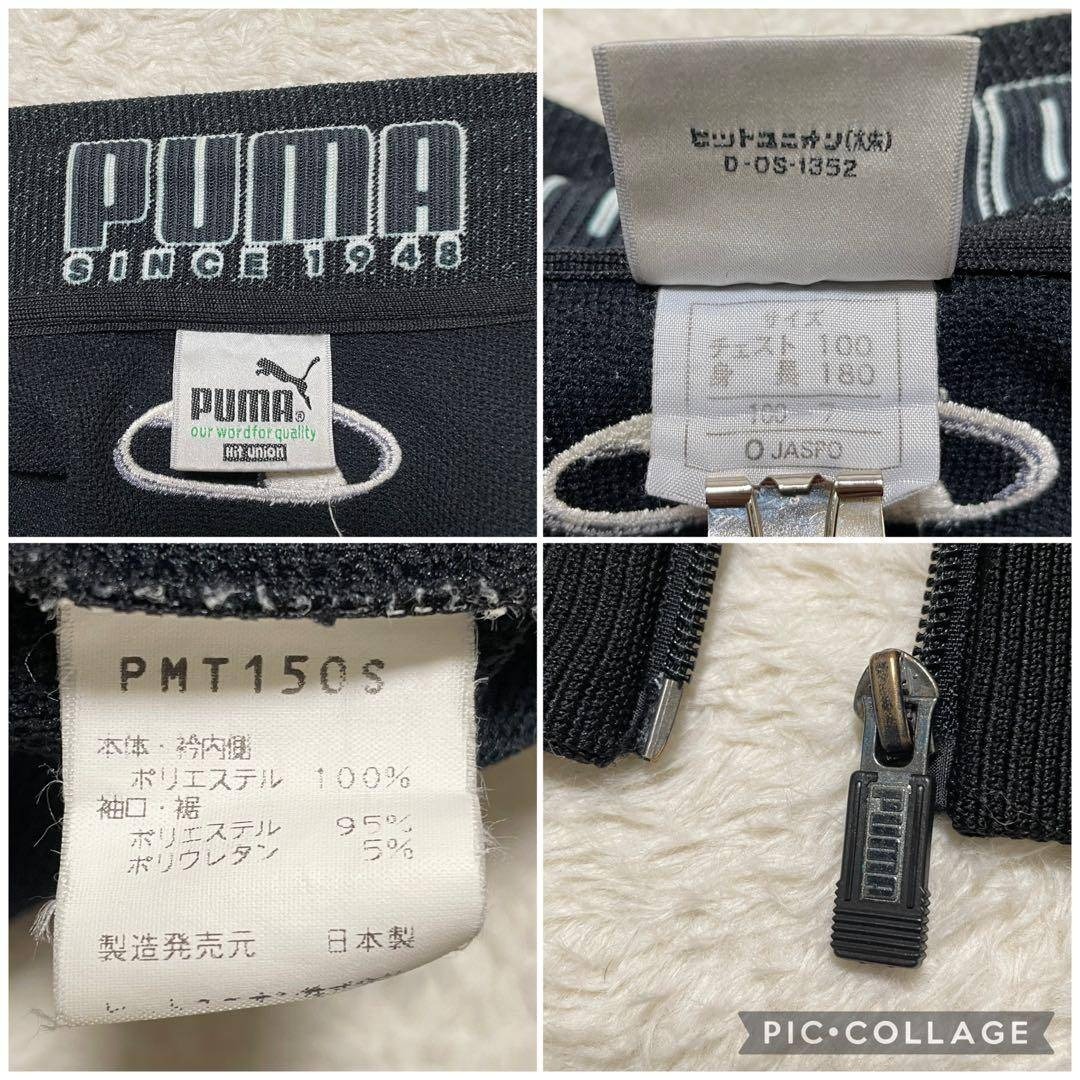 PUMA
SINCE 1948
PUMA®
our word for quality
Hit union
ヒットユニオン(大)
D-OS-1352
サイズ
チェスト 100
身長 180
100
O JASPO
PMT150S
本体・衿内側
ポリエステル 100%
袖口・裾
ポリエステル 95%
ポリウレタン 5%
製造発売元 日本製
PUMA
PIC•COLLAGE